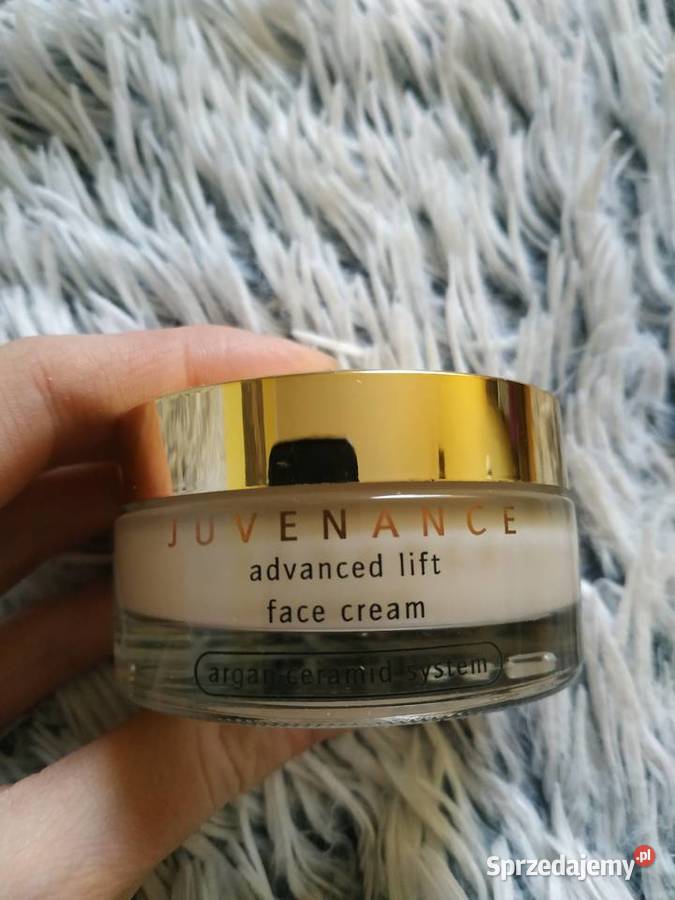 JUVENANCE
advanced lift
face cream
argan-ceramid-system
Sprzedajemy.pl